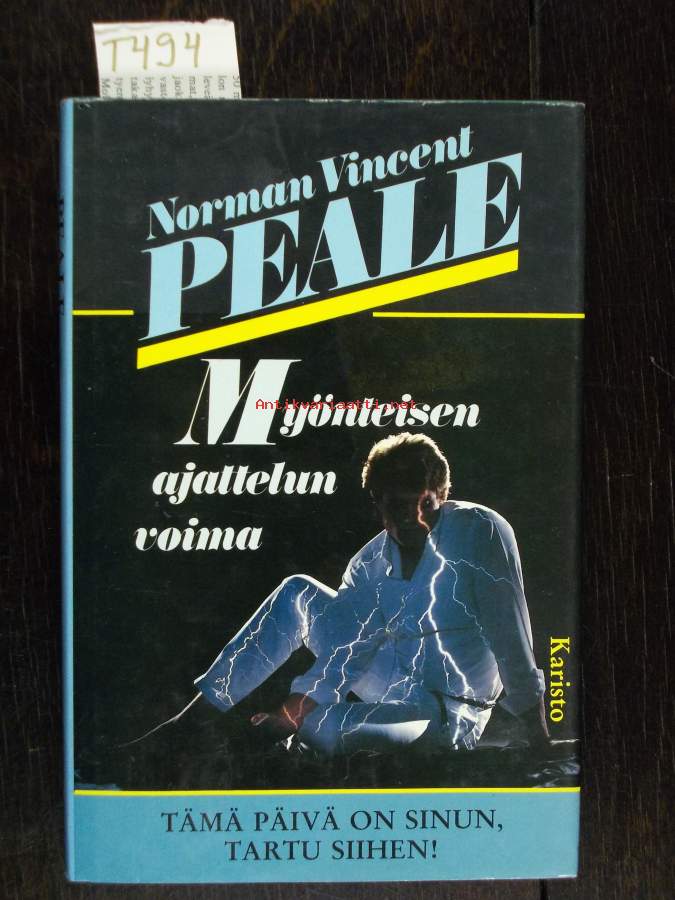 T494
Norman Vincent
PEALE
Myönteisen
ajattelun
voima
Antikvariaatti.net
Karisto
TÄMÄ PÄIVÄ ON SINUN,
TARTU SIIHEN!